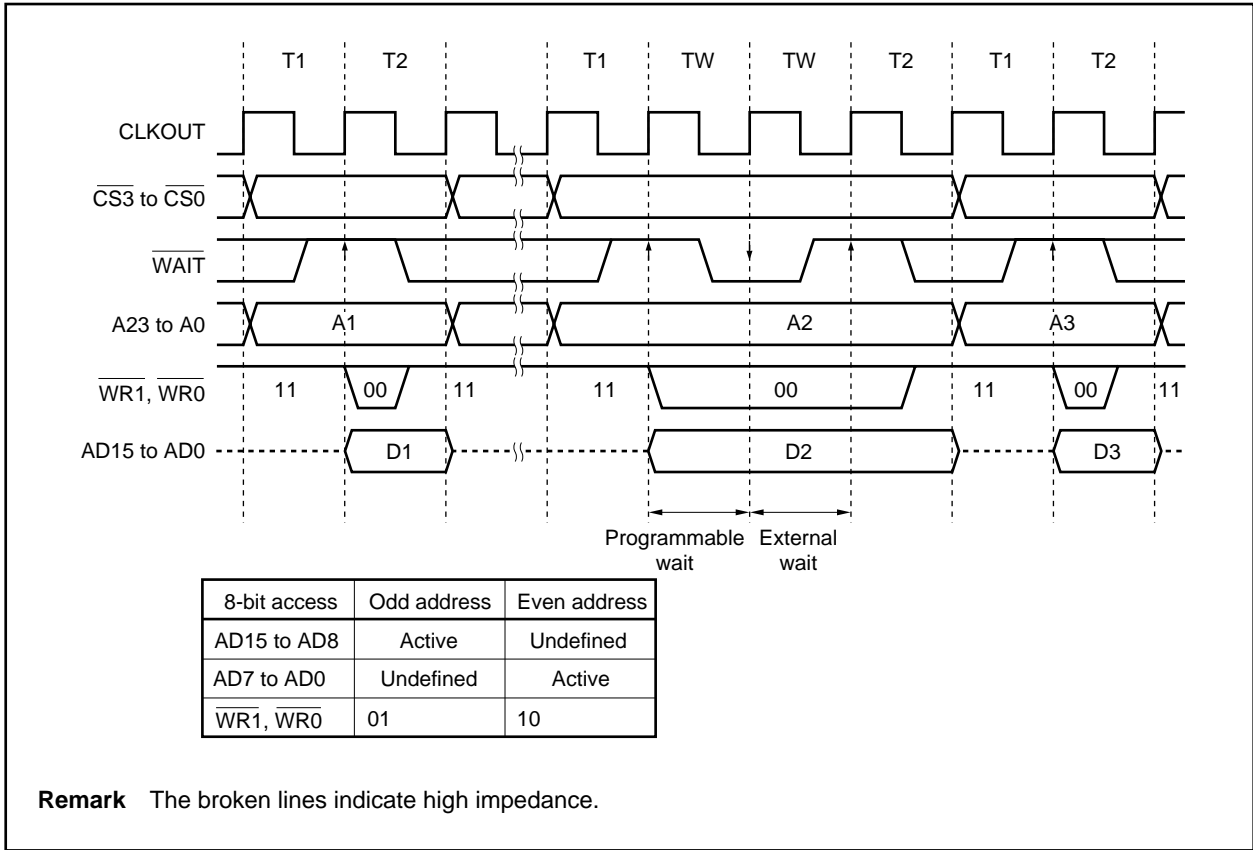 T1 T2 T1 TW TW T2 T1 T2
CLKOUT
CS3 to CS0
WAIT
A23 to A0 A1 A2 A3
WR1, WR0 11 00 11 11 00 11 00 11
AD15 to AD0 D1 D2 D3
Programmable wait
External wait
8-bit access Odd address Even address
AD15 to AD8 Active Undefined
AD7 to AD0 Undefined Active
WR1, WR0 01 10
Remark The broken lines indicate high impedance.